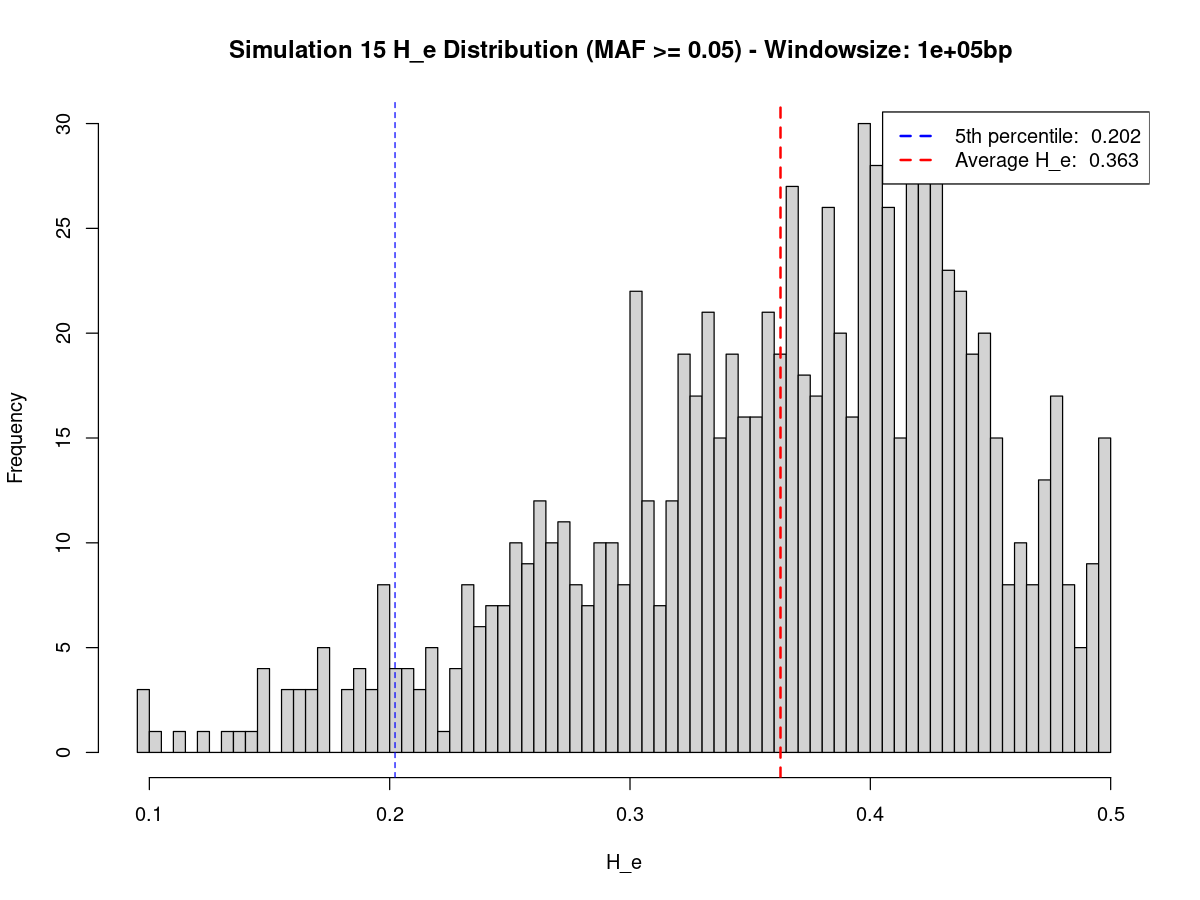 Simulation 15 H_e Distribution (MAF >= 0.05) - Windowsize: 1e+05bp
5th percentile:  0.202
Average H_e:  0.363
Frequency
30
25
20
15
10
5
0
0.1
0.2
0.3
0.4
0.5
H_e